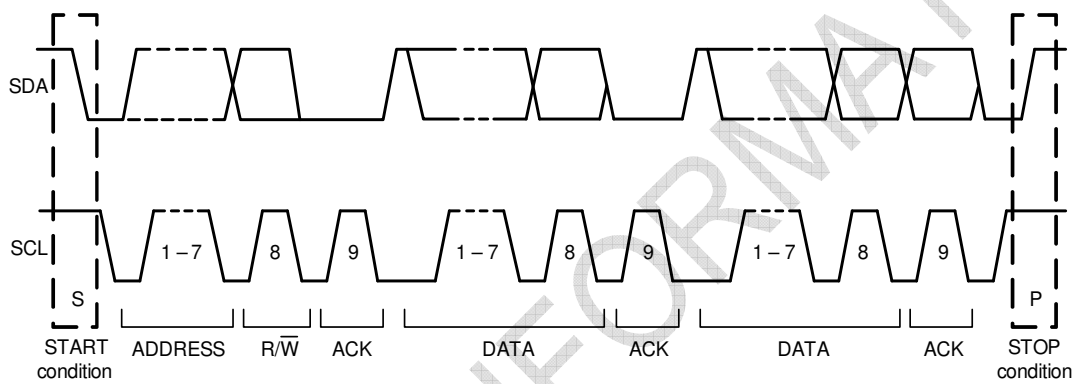 SDA
SCL
1 – 7 8 9 1 – 7 8 9 1 – 7 8 9
S P
START condition ADDRESS R/W̅ ACK DATA ACK DATA ACK STOP condition